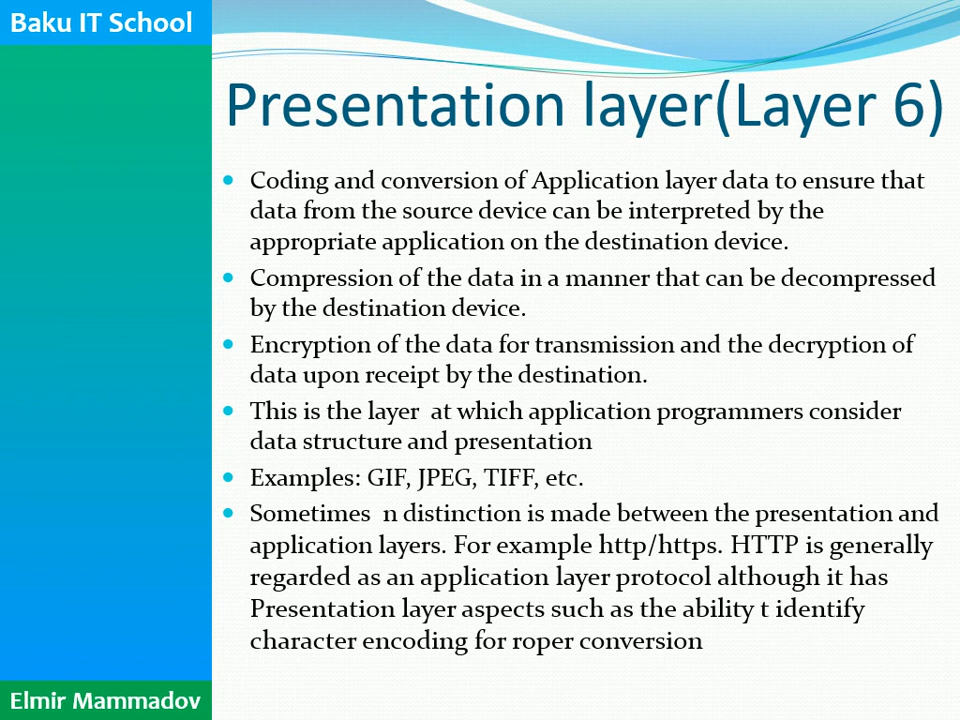 Baku IT School
Presentation layer(Layer 6)
Coding and conversion of Application layer data to ensure that
data from the source device can be interpreted by the
appropriate application on the destination device.
Compression of the data in a manner that can be decompressed
by the destination device.
Encryption of the data for transmission and the decryption of
data upon receipt by the destination.
This is the layer  at which application programmers consider
data structure and presentation
Examples: GIF, JPEG, TIFF, etc.
Sometimes  n distinction is made between the presentation and
application layers. For example http/https. HTTP is generally
regarded as an application layer protocol although it has
Presentation layer aspects such as the ability t identify
character encoding for roper conversion
Elmir Mammadov